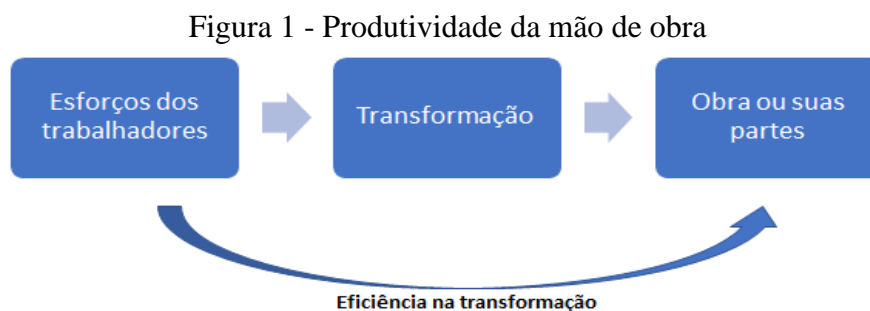 Figura 1 - Produtividade da mão de obra
Esforços dos
trabalhadores
Transformação
Obra ou suas
partes
Eficiência na transformação